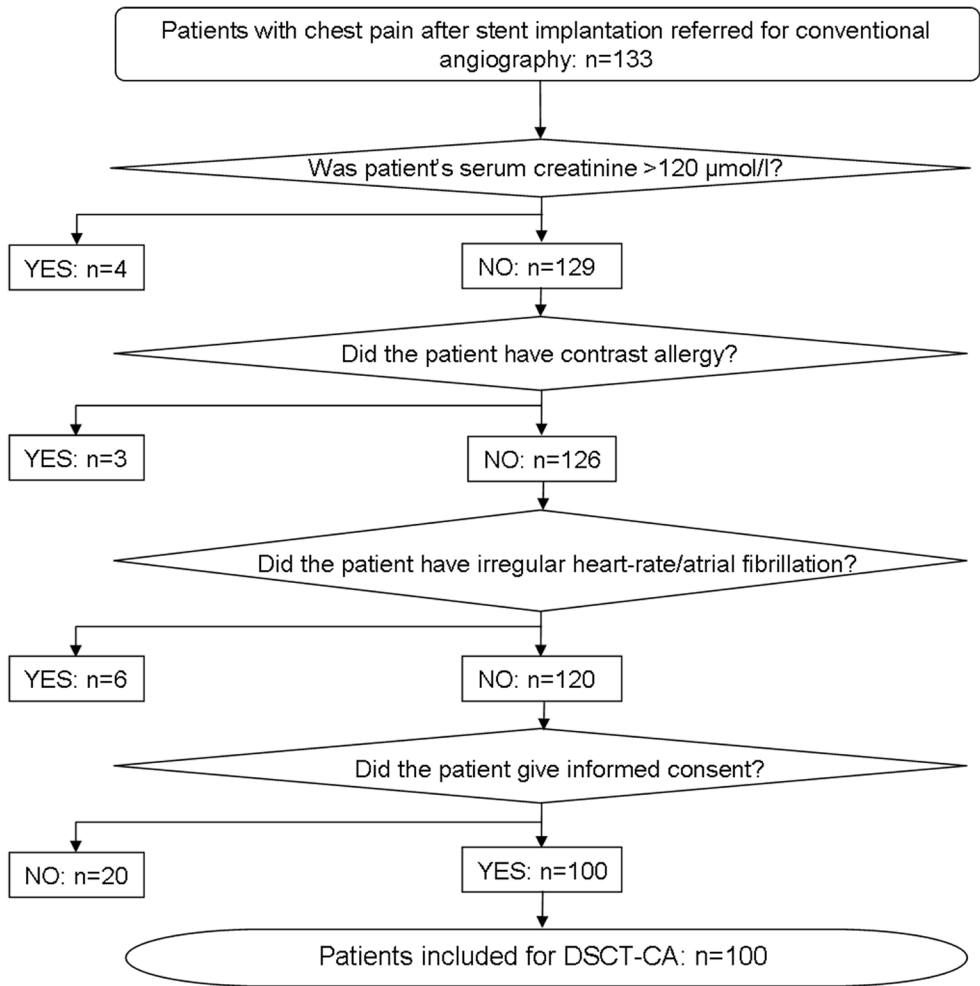 Patients with chest pain after stent implantation referred for conventional
angiography: n=133
Was patient's serum creatinine >120 µmol/l?
YES: n=4
NO: n=129
Did the patient have contrast allergy?
YES: n=3
NO: n=126
Did the patient have irregular heart-rate/atrial fibrillation?
YES: n=6
NO: n=120
Did the patient give informed consent?
NO: n=20
YES: n=100
Patients included for DSCT-CA: n=100